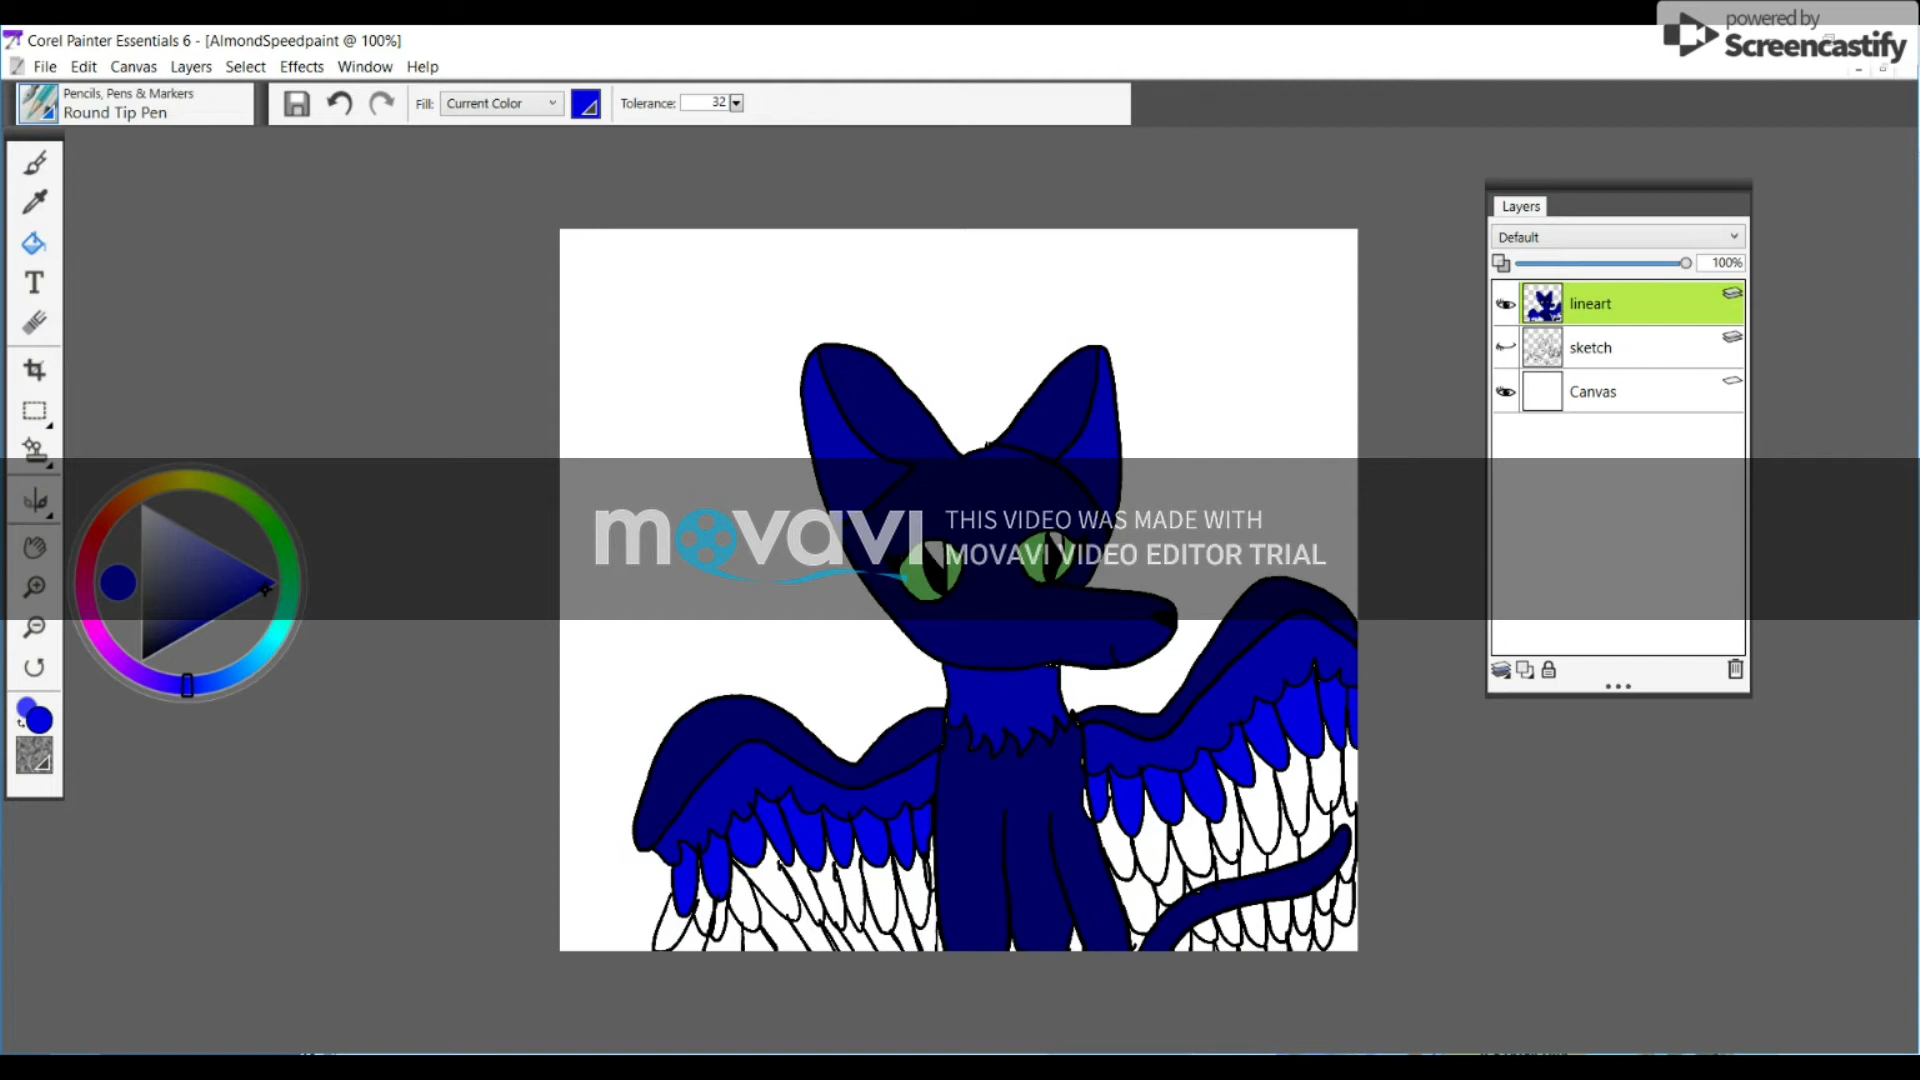 powered by
Screencastify
Corel Painter Essentials 6 - [AlmondSpeedpaint @ 100%]
File Edit Canvas Layers Select Effects Window Help
Pencils, Pens & Markers
Round Tip Pen
Fill: Current Color
Tolerance: 32
T
Layers
Default
100%
lineart
sketch
Canvas
movavi
THIS VIDEO WAS MADE WITH
MOVAVI VIDEO EDITOR TRIAL